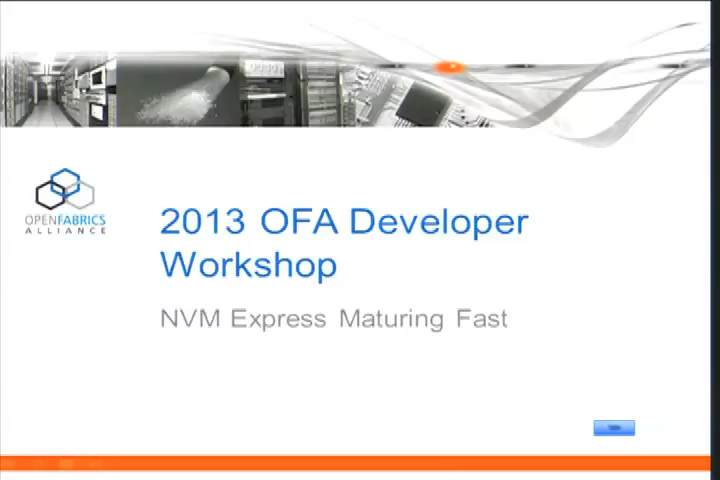 OPENFABRICS
ALLIANCE
2013 OFA Developer
Workshop
NVM Express Maturing Fast